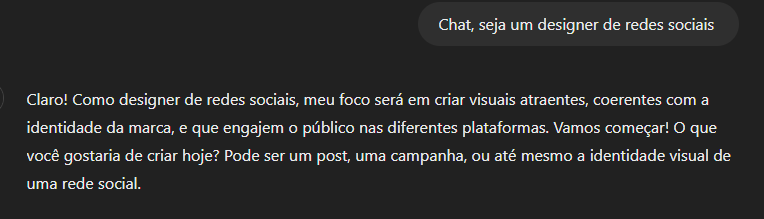 Chat, seja um designer de redes sociais
Claro! Como designer de redes sociais, meu foco será em criar visuais atraentes, coerentes com a
identidade da marca, e que engajem o público nas diferentes plataformas. Vamos começar! O que
você gostaria de criar hoje? Pode ser um post, uma campanha, ou até mesmo a identidade visual de
uma rede social.